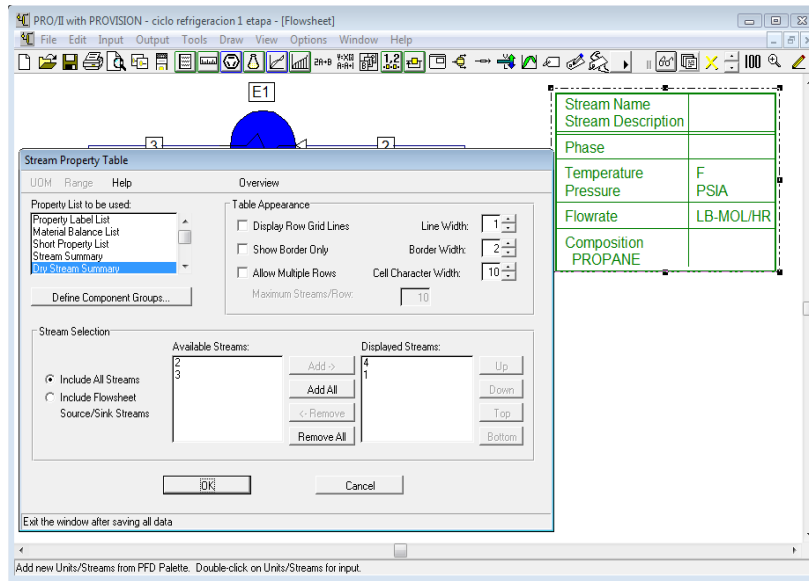 PRO/II with PROVISION - ciclo refrigeracion 1 etapa - [Flowsheet]
File Edit Input Output Tools Draw View Options Window Help
100
E1
3
2
Stream Name
Stream Description
Phase
Temperature F
Pressure PSIA
Flowrate LB-MOL/HR
Composition
PROPANE
Stream Property Table
UOM Range Help Overview
Property List to be used:
Property Label List
Material Balance List
Short Property List
Stream Summary
Dry Stream Summary
Define Component Groups...
Table Appearance
Display Row Grid Lines
Show Border Only
Allow Multiple Rows
Maximum Streams/Row: 10
Line Width: 1
Border Width: 2
Cell Character Width: 10
Stream Selection
Include All Streams
Include Flowsheet
Source/Sink Streams
Available Streams:
2
3
Add ->
Add All
<- Remove
Remove All
Displayed Streams:
4
1
Up
Down
Top
Bottom
OK
Cancel
Exit the window after saving all data
Add new Units/Streams from PFD Palette. Double-click on Units/Streams for input.